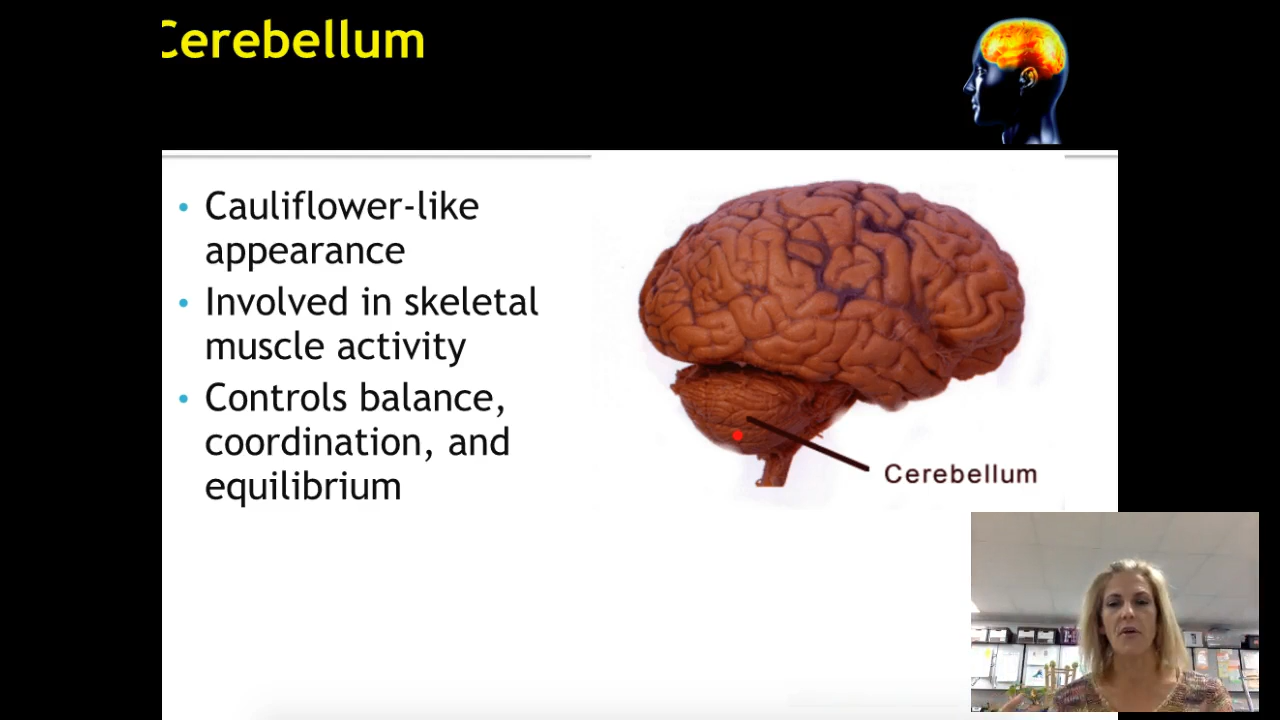 Cerebellum
• Cauliflower-like
appearance
• Involved in skeletal
muscle activity
• Controls balance,
coordination, and
equilibrium
Cerebellum